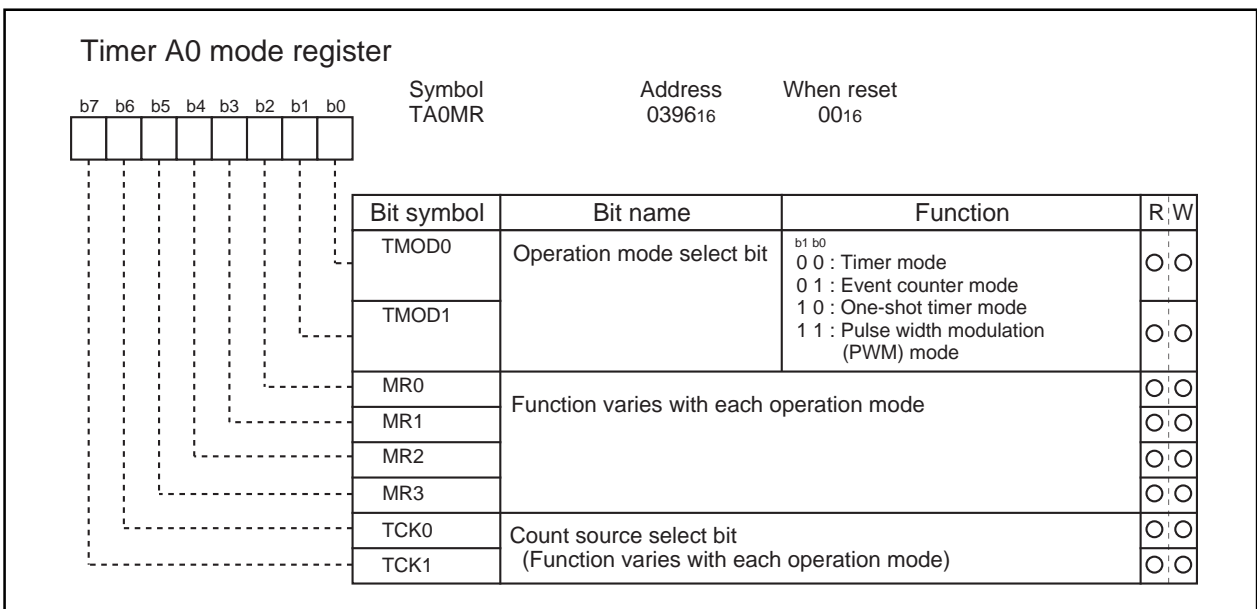 Timer A0 mode register
Symbol Address When reset
TA0MR 039616 0016
b7 b6 b5 b4 b3 b2 b1 b0
Bit symbol Bit name Function R W
TMOD0 Operation mode select bit b1 b0
0 0 : Timer mode
0 1 : Event counter mode
TMOD1 1 0 : One-shot timer mode
1 1 : Pulse width modulation
(PWM) mode
MR0 Function varies with each operation mode
MR1
MR2
MR3
TCK0 Count source select bit
TCK1 (Function varies with each operation mode)